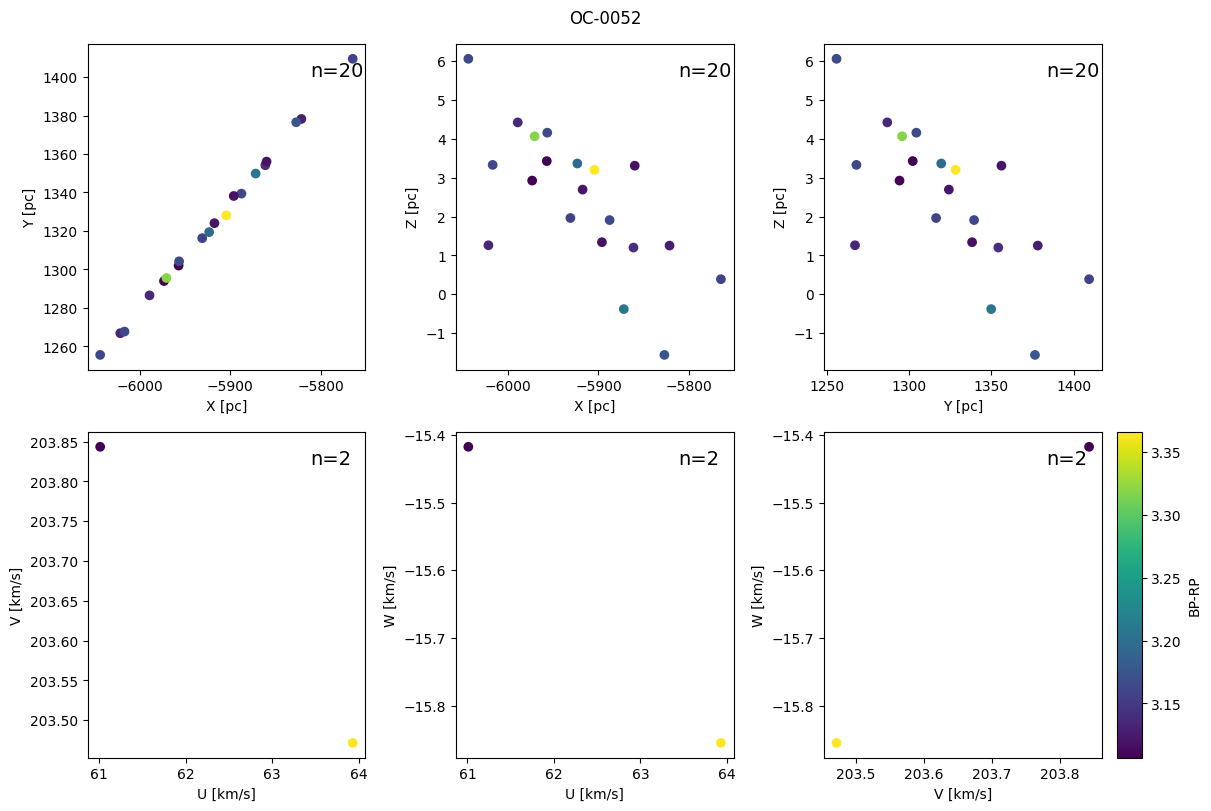 OC-0052
n=20
1400
1380
1360
1340
1320
1300
1280
1260
Y [pc]
−6000 −5900 −5800
X [pc]
n=20
6
5
4
3
2
1
0
−1
Z [pc]
−6000 −5900 −5800
X [pc]
n=20
6
5
4
3
2
1
0
−1
Z [pc]
1250 1300 1350 1400
Y [pc]
n=2
203.85
203.80
203.75
203.70
203.65
203.60
203.55
203.50
V [km/s]
61 62 63 64
U [km/s]
n=2
−15.4
−15.5
−15.6
−15.7
−15.8
W [km/s]
61 62 63 64
U [km/s]
n=2
−15.4
−15.5
−15.6
−15.7
−15.8
W [km/s]
203.5 203.6 203.7 203.8
V [km/s]
3.35
3.30
3.25
3.20
3.15
BP-RP